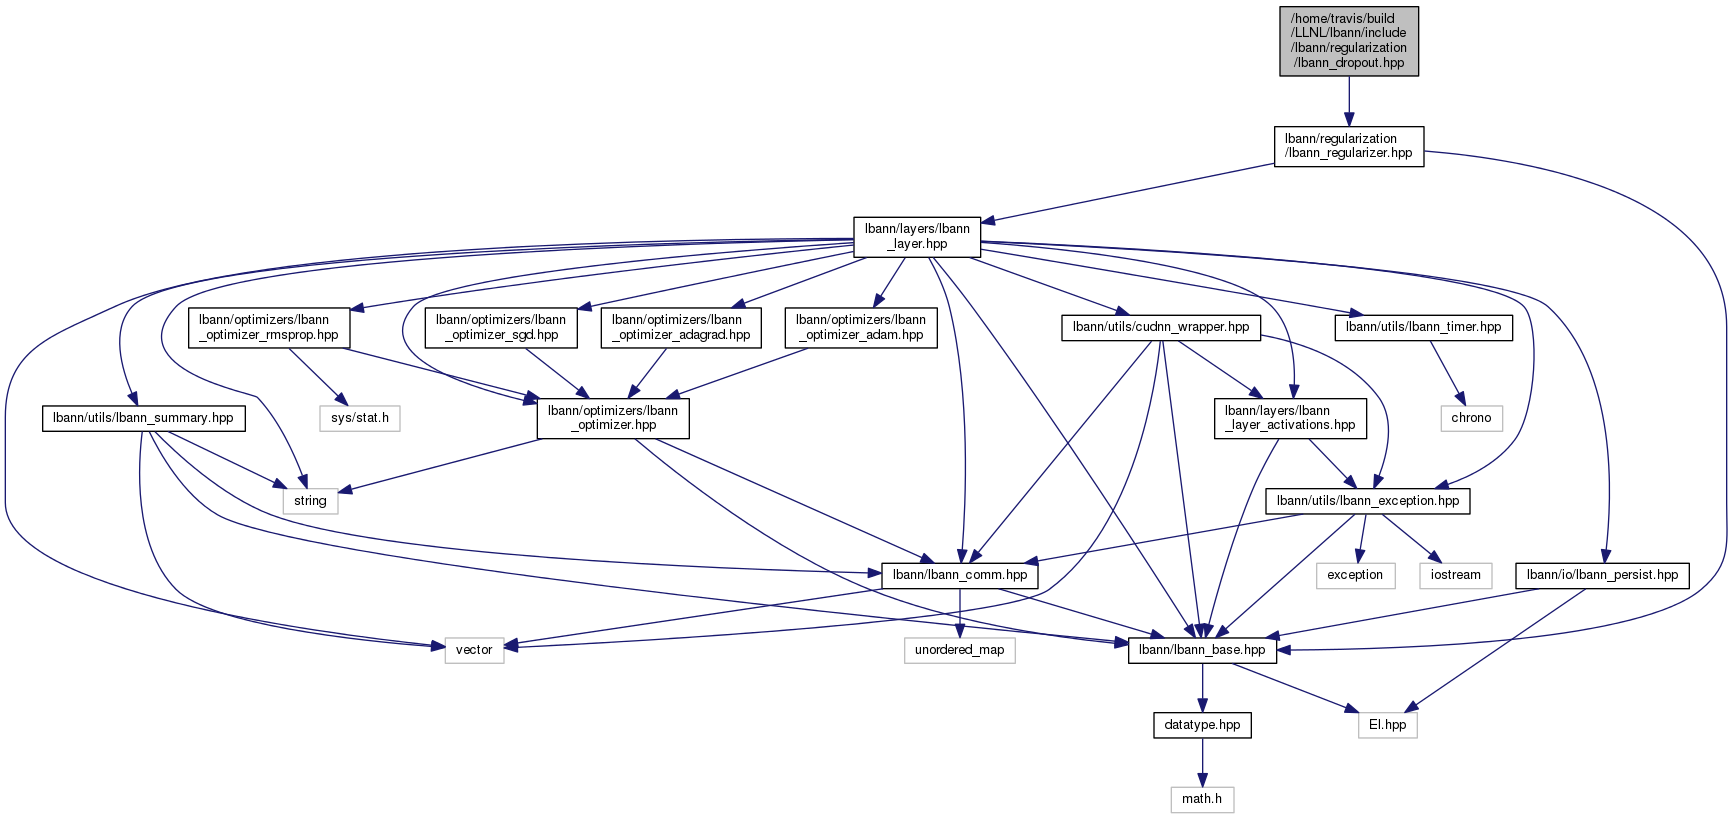 /home/travis/build
/LLNL/lbann/include
/lbann/regularization
/lbann_dropout.hpp
lbann/regularization
/lbann_regularizer.hpp
lbann/layers/lbann
_layer.hpp
lbann/optimizers/lbann
_optimizer_rmsprop.hpp
lbann/optimizers/lbann
_optimizer_sgd.hpp
lbann/optimizers/lbann
_optimizer_adagrad.hpp
lbann/optimizers/lbann
_optimizer_adam.hpp
lbann/utils/cudnn_wrapper.hpp
lbann/utils/lbann_timer.hpp
lbann/utils/lbann_summary.hpp
sys/stat.h
lbann/optimizers/lbann
_optimizer.hpp
lbann/layers/lbann
_layer_activations.hpp
chrono
string
lbann/utils/lbann_exception.hpp
lbann/lbann_comm.hpp
exception
iostream
lbann/io/lbann_persist.hpp
vector
unordered_map
lbann/lbann_base.hpp
datatype.hpp
El.hpp
math.h